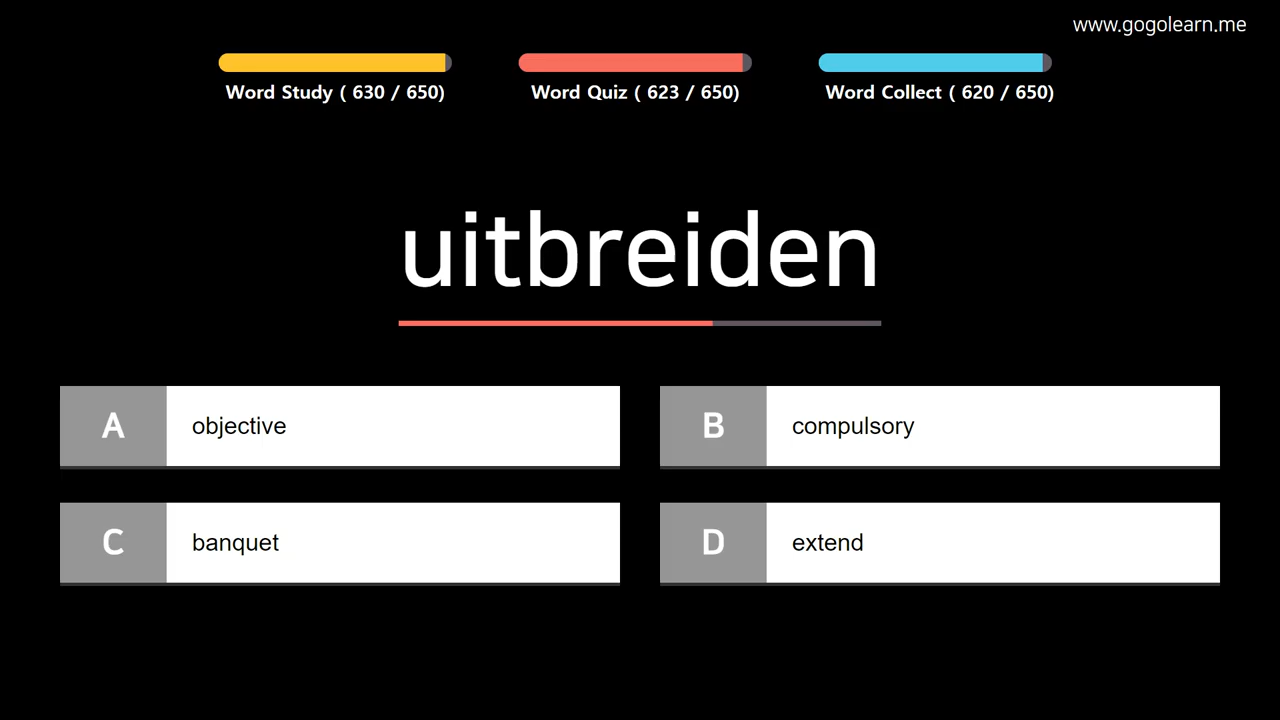 www.gogolearn.me
Word Study ( 630 / 650)
Word Quiz ( 623 / 650)
Word Collect ( 620 / 650)
uitbreiden
A objective
B compulsory
C banquet
D extend